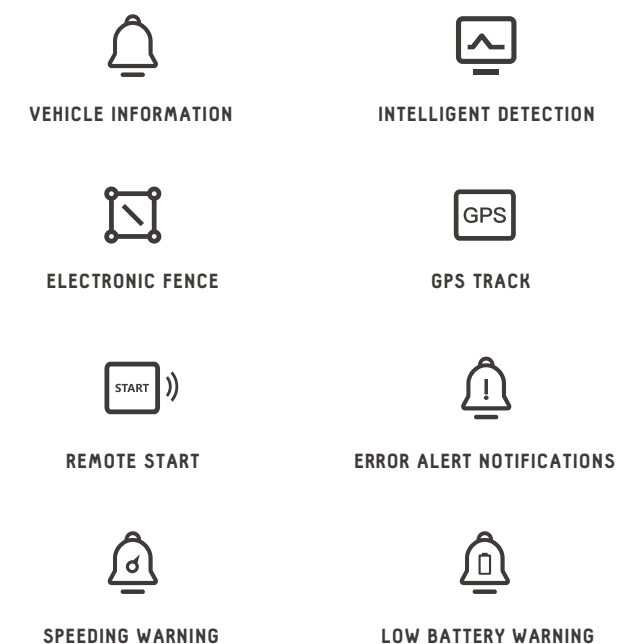 VEHICLE INFORMATION
INTELLIGENT DETECTION
ELECTRONIC FENCE
GPS
GPS TRACK
START
REMOTE START
ERROR ALERT NOTIFICATIONS
SPEEDING WARNING
LOW BATTERY WARNING